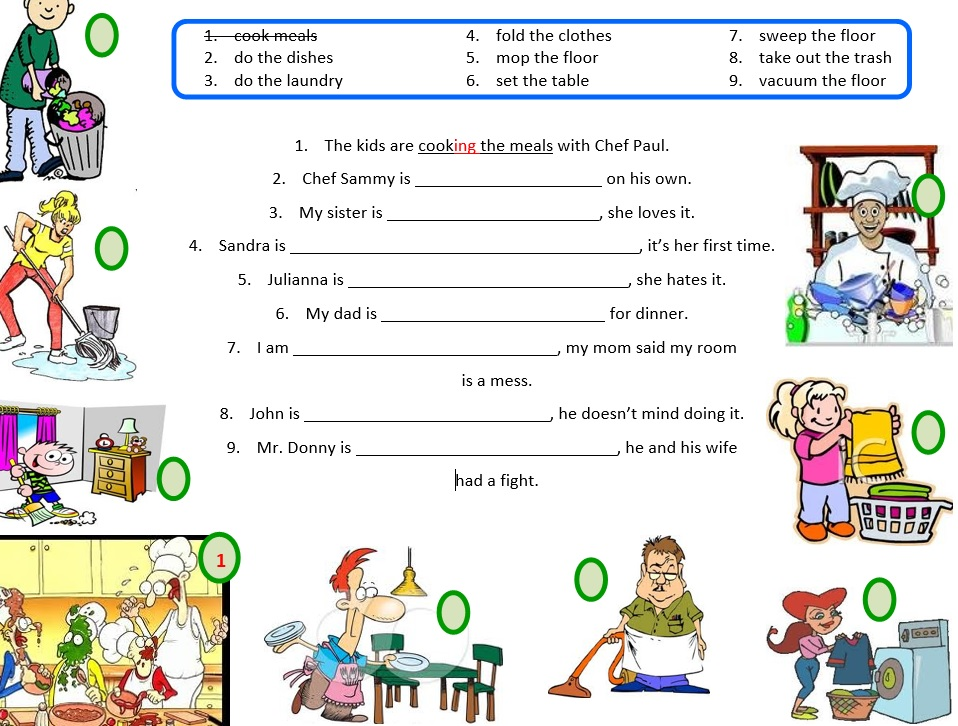 1. cook meals
2. do the dishes
3. do the laundry
4. fold the clothes
5. mop the floor
6. set the table
7. sweep the floor
8. take out the trash
9. vacuum the floor
1. The kids are cooking the meals with Chef Paul.
2. Chef Sammy is ____________________ on his own.
3. My sister is _______________________, she loves it.
4. Sandra is ______________________________________, it’s her first time.
5. Julianna is ______________________________, she hates it.
6. My dad is ________________________ for dinner.
7. I am _____________________________, my mom said my room
is a mess.
8. John is ___________________________, he doesn’t mind doing it.
9. Mr. Donny is ____________________________, he and his wife
had a fight.
1